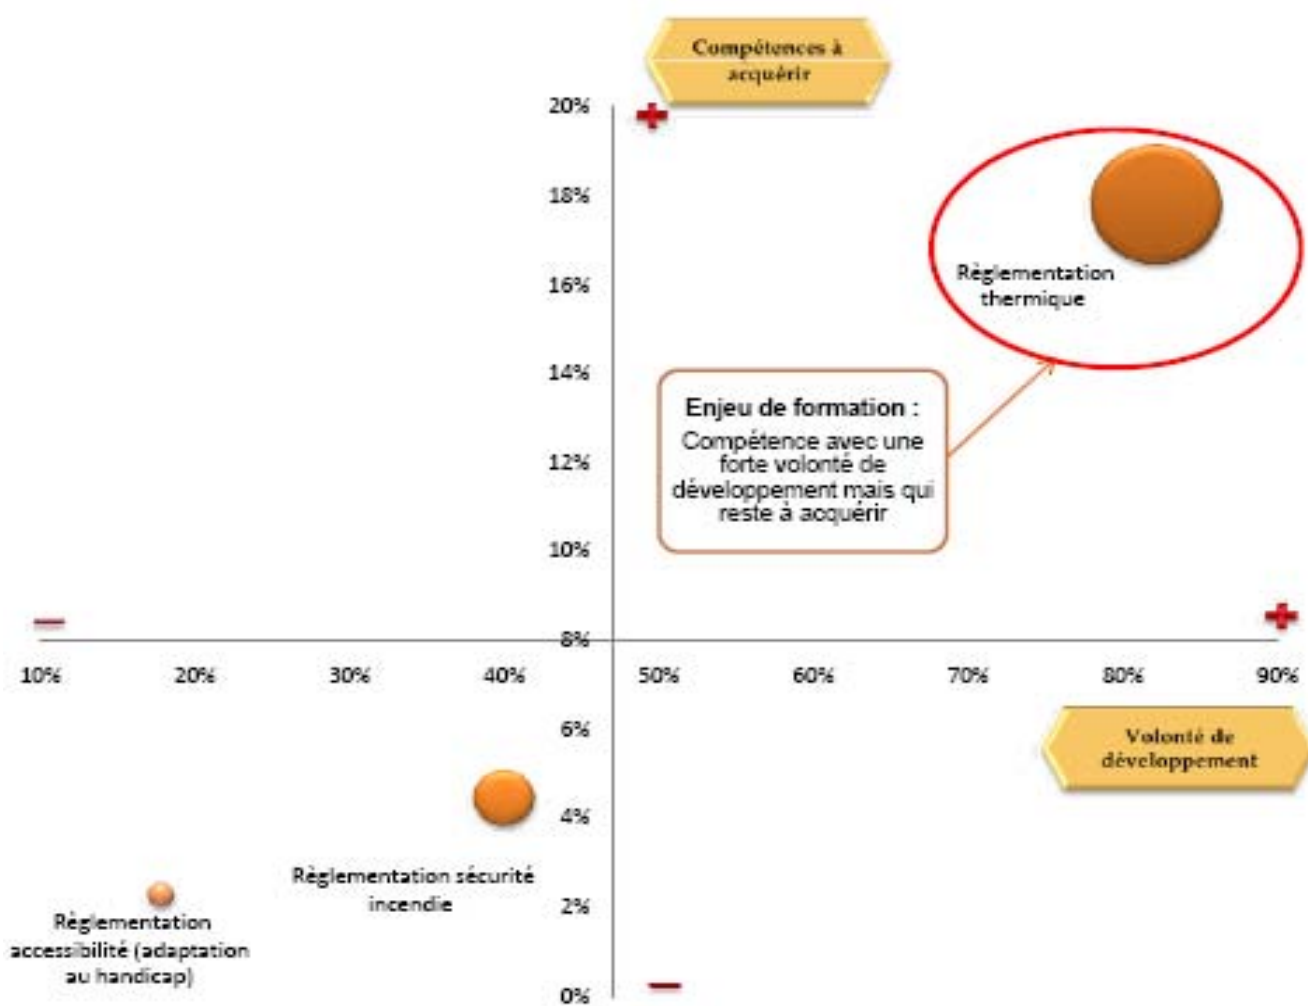 Compétences à
acquérir
20%
18%
Règlementation
thermique
16%
14%
Enjeu de formation :
Compétence avec une
forte volonté de
développement mais qui
reste à acquérir
12%
10%
8%
10% 20% 30% 40% 50% 60% 70% 80% 90%
6%
Volonté de
développement
4%
Règlementation sécurité
incendie
2%
Règlementation
accessibilité (adaptation
au handicap)
0%